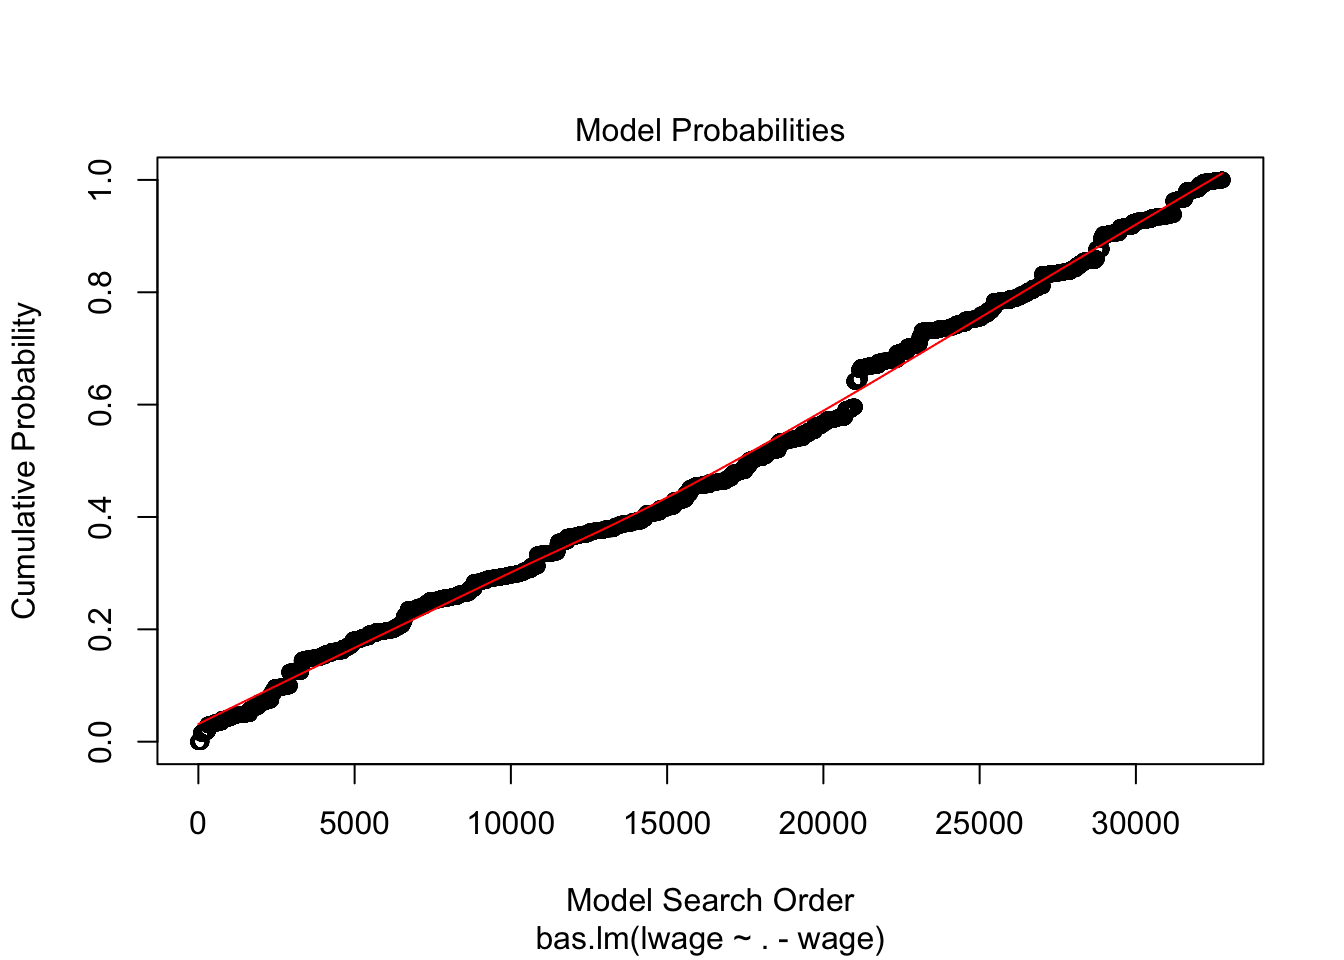 Model Probabilities
Cumulative Probability
1.0
0.8
0.6
0.4
0.2
0.0
0 5000 10000 15000 20000 25000 30000
Model Search Order
bas.lm(lwage ~ . - wage)